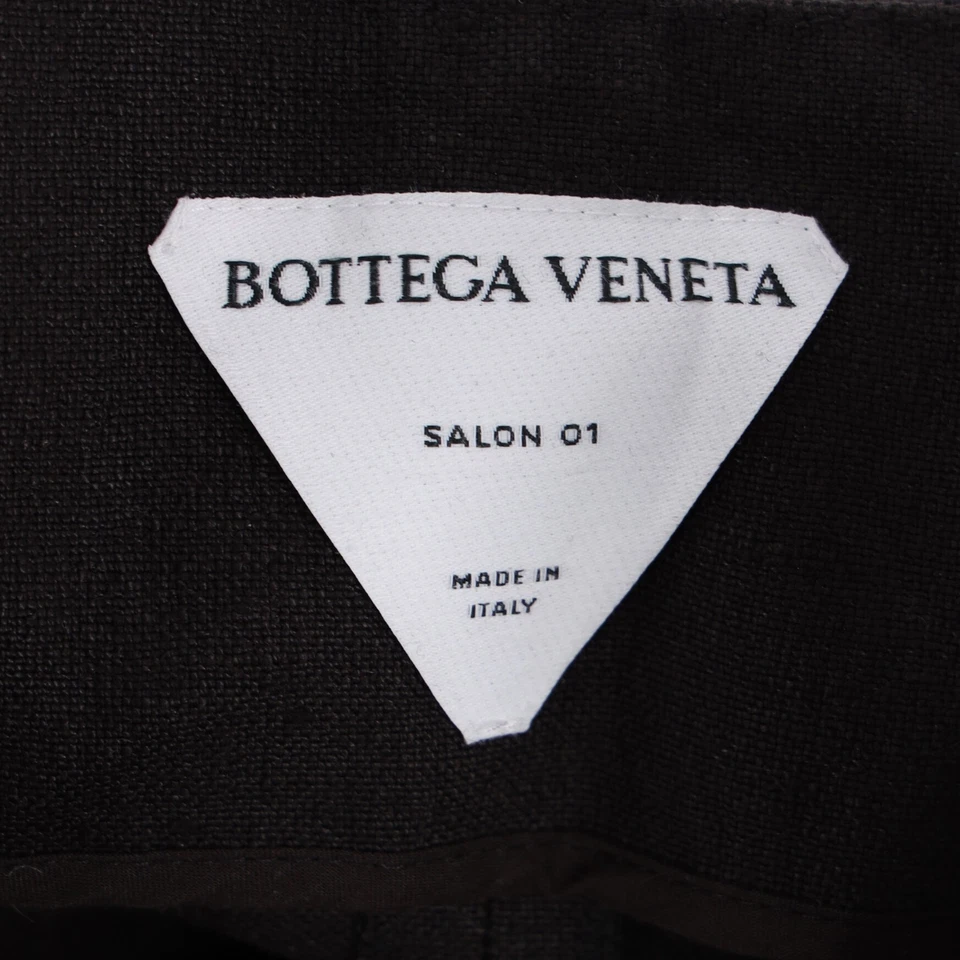 BOTTEGA VENETA
SALON 01
MADE IN
ITALY